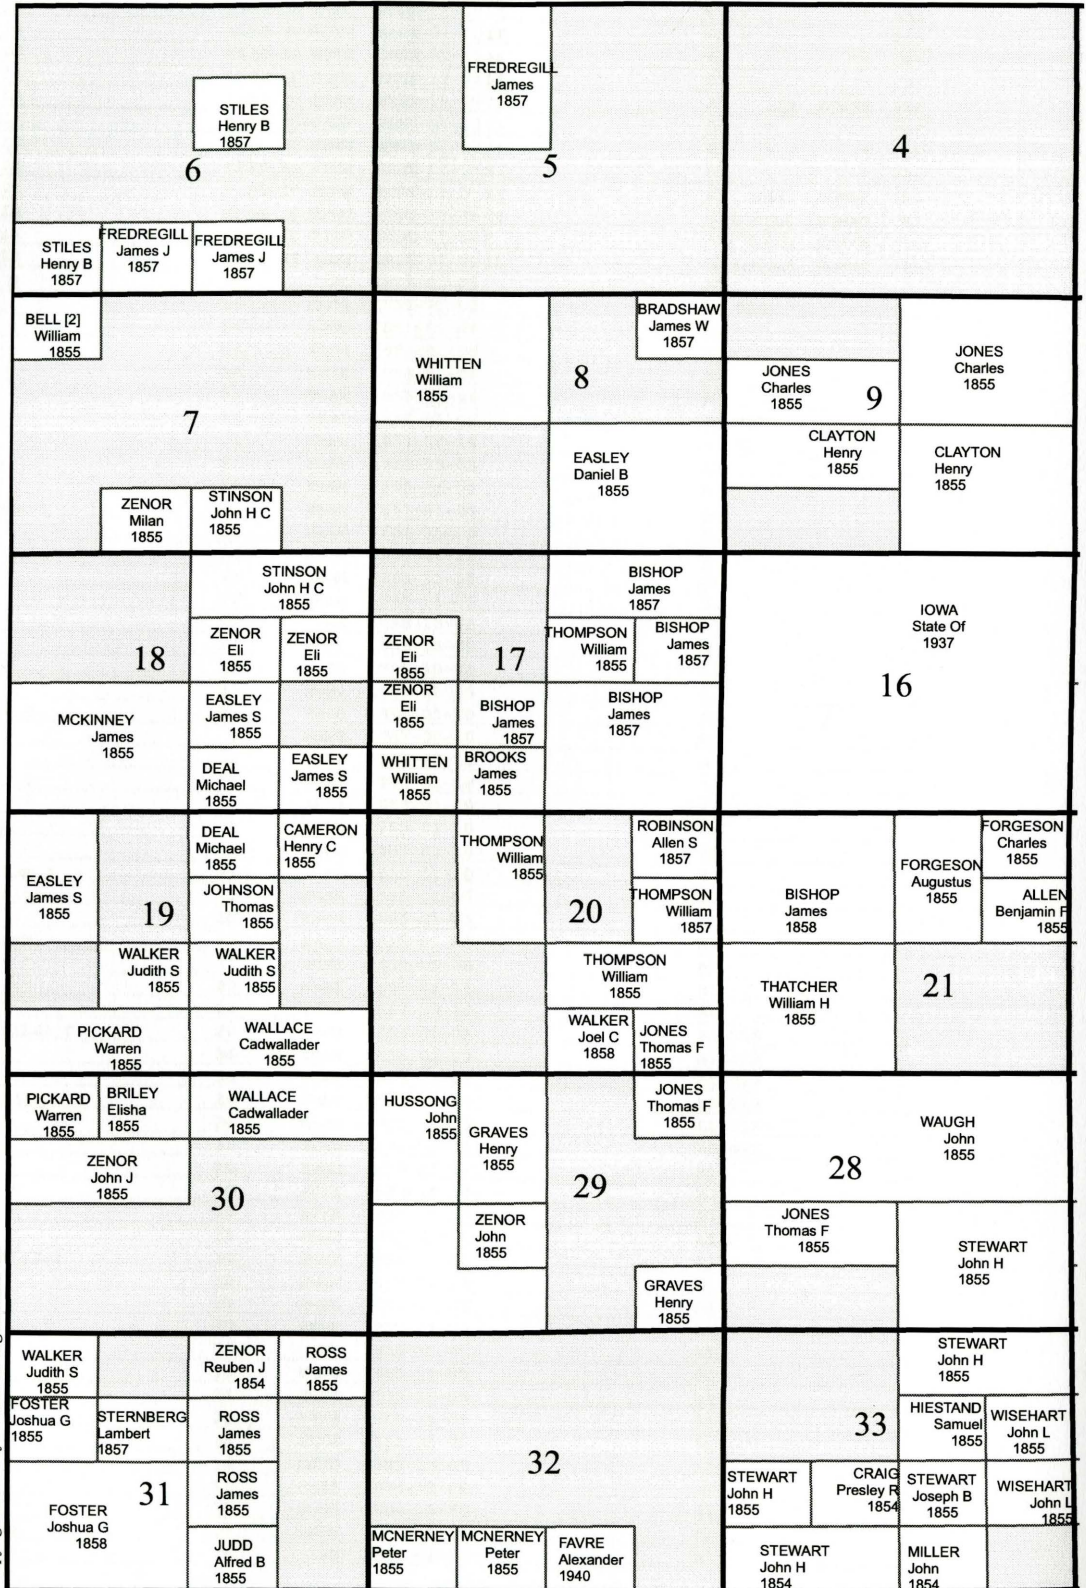 FREDREGILL
James
1857
STILES
Henry B
1857
6
5
4
STILES
Henry B
1857
FREDREGILL
James J
1857
FREDREGILL
James J
1857
BELL [2]
William
1855
BRADSHAW
James W
1857
WHITTEN
William
1855
8
JONES
Charles
1855
9
JONES
Charles
1855
7
EASLEY
Daniel B
1855
CLAYTON
Henry
1855
CLAYTON
Henry
1855
ZENOR
Milan
1855
STINSON
John H C
1855
STINSON
John H C
1855
BISHOP
James
1857
IOWA
State Of
1937
18
ZENOR
Eli
1855
ZENOR
Eli
1855
ZENOR
Eli
1855
17
THOMPSON
William
1855
BISHOP
James
1857
16
MCKINNEY
James
1855
EASLEY
James S
1855
ZENOR
Eli
1855
BISHOP
James
1857
BISHOP
James
1857
DEAL
Michael
1855
EASLEY
James S
1855
WHITTEN
William
1855
BROOKS
James
1855
EASLEY
James S
1855
DEAL
Michael
1855
CAMERON
Henry C
1855
THOMPSON
William
1855
ROBINSON
Allen S
1857
BISHOP
James
1858
FORGESON
Augustus
1855
FORGESON
Charles
1855
19
JOHNSON
Thomas
1855
20
THOMPSON
William
1857
ALLEN
Benjamin F
1855
WALKER
Judith S
1855
WALKER
Judith S
1855
THOMPSON
William
1855
THATCHER
William H
1855
21
PICKARD
Warren
1855
WALLACE
Cadwallader
1855
WALKER
Joel C
1858
JONES
Thomas F
1855
PICKARD
Warren
1855
BRILEY
Elisha
1855
WALLACE
Cadwallader
1855
HUSSONG
John
1855
GRAVES
Henry
1855
JONES
Thomas F
1855
WAUGH
John
1855
ZENOR
John J
1855
30
29
28
ZENOR
John
1855
JONES
Thomas F
1855
STEWART
John H
1855
GRAVES
Henry
1855
WALKER
Judith S
1855
ZENOR
Reuben J
1854
ROSS
James
1855
STEWART
John H
1855
FOSTER
Joshua G
1855
STERNBERG
Lambert
1857
ROSS
James
1855
32
33
HIESTAND
Samuel
1855
WISEHART
John L
1855
31
FOSTER
Joshua G
1858
ROSS
James
1855
STEWART
John H
1855
CRAIG
Presley R
1854
STEWART
Joseph B
1855
WISEHART
John L
1855
JUDD
Alfred B
1855
MCNERNEY
Peter
1855
MCNERNEY
Peter
1855
FAVRE
Alexander
1940
STEWART
John H
1854
MILLER
John
1854